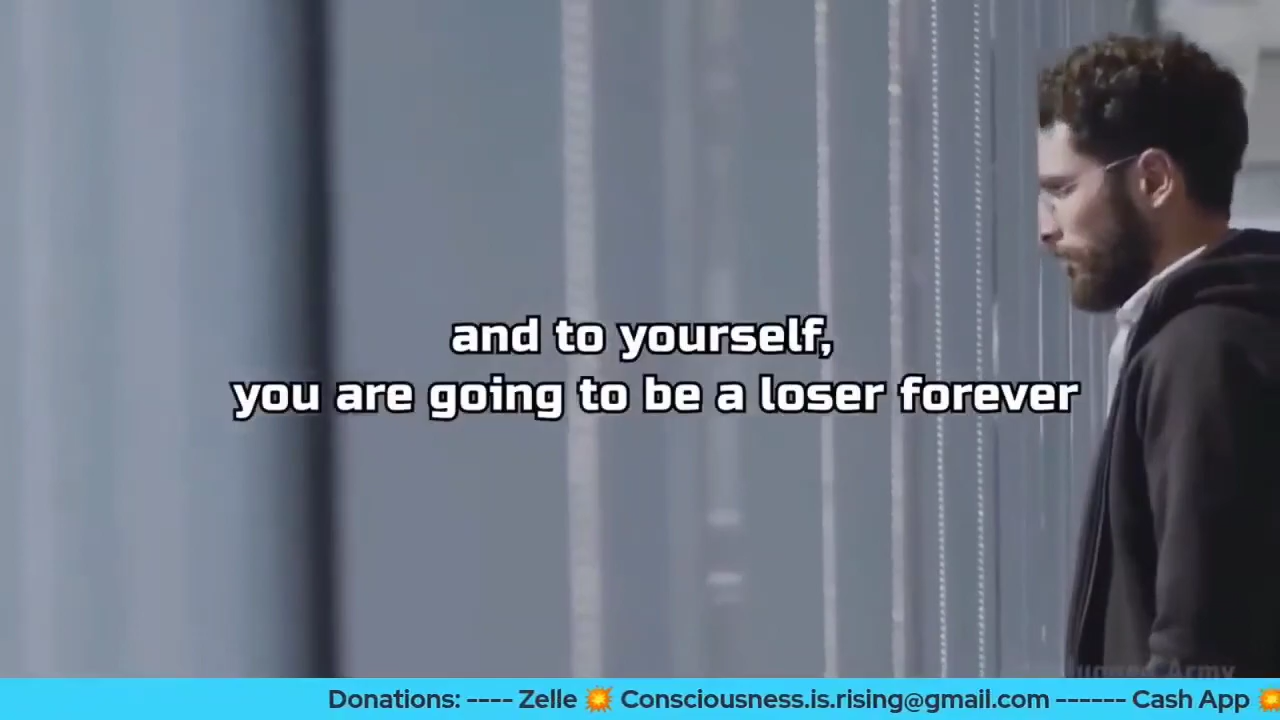 and to yourself,
you are going to be a loser forever
Army
Donations: ---- Zelle 💥 Consciousness.is.rising@gmail.com ------ Cash App 💥